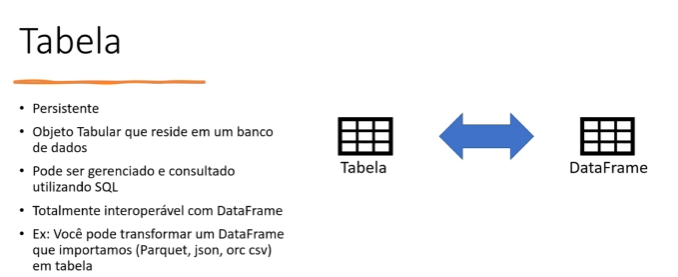 Tabela
• Persistente
• Objeto Tabular que reside em um banco
de dados
• Pode ser gerenciado e consultado
utilizando SQL
• Totalmente interoperável com DataFrame
• Ex: Você pode transformar um DataFrame
que importamos (Parquet, json, orc csv)
em tabela
Tabela
DataFrame